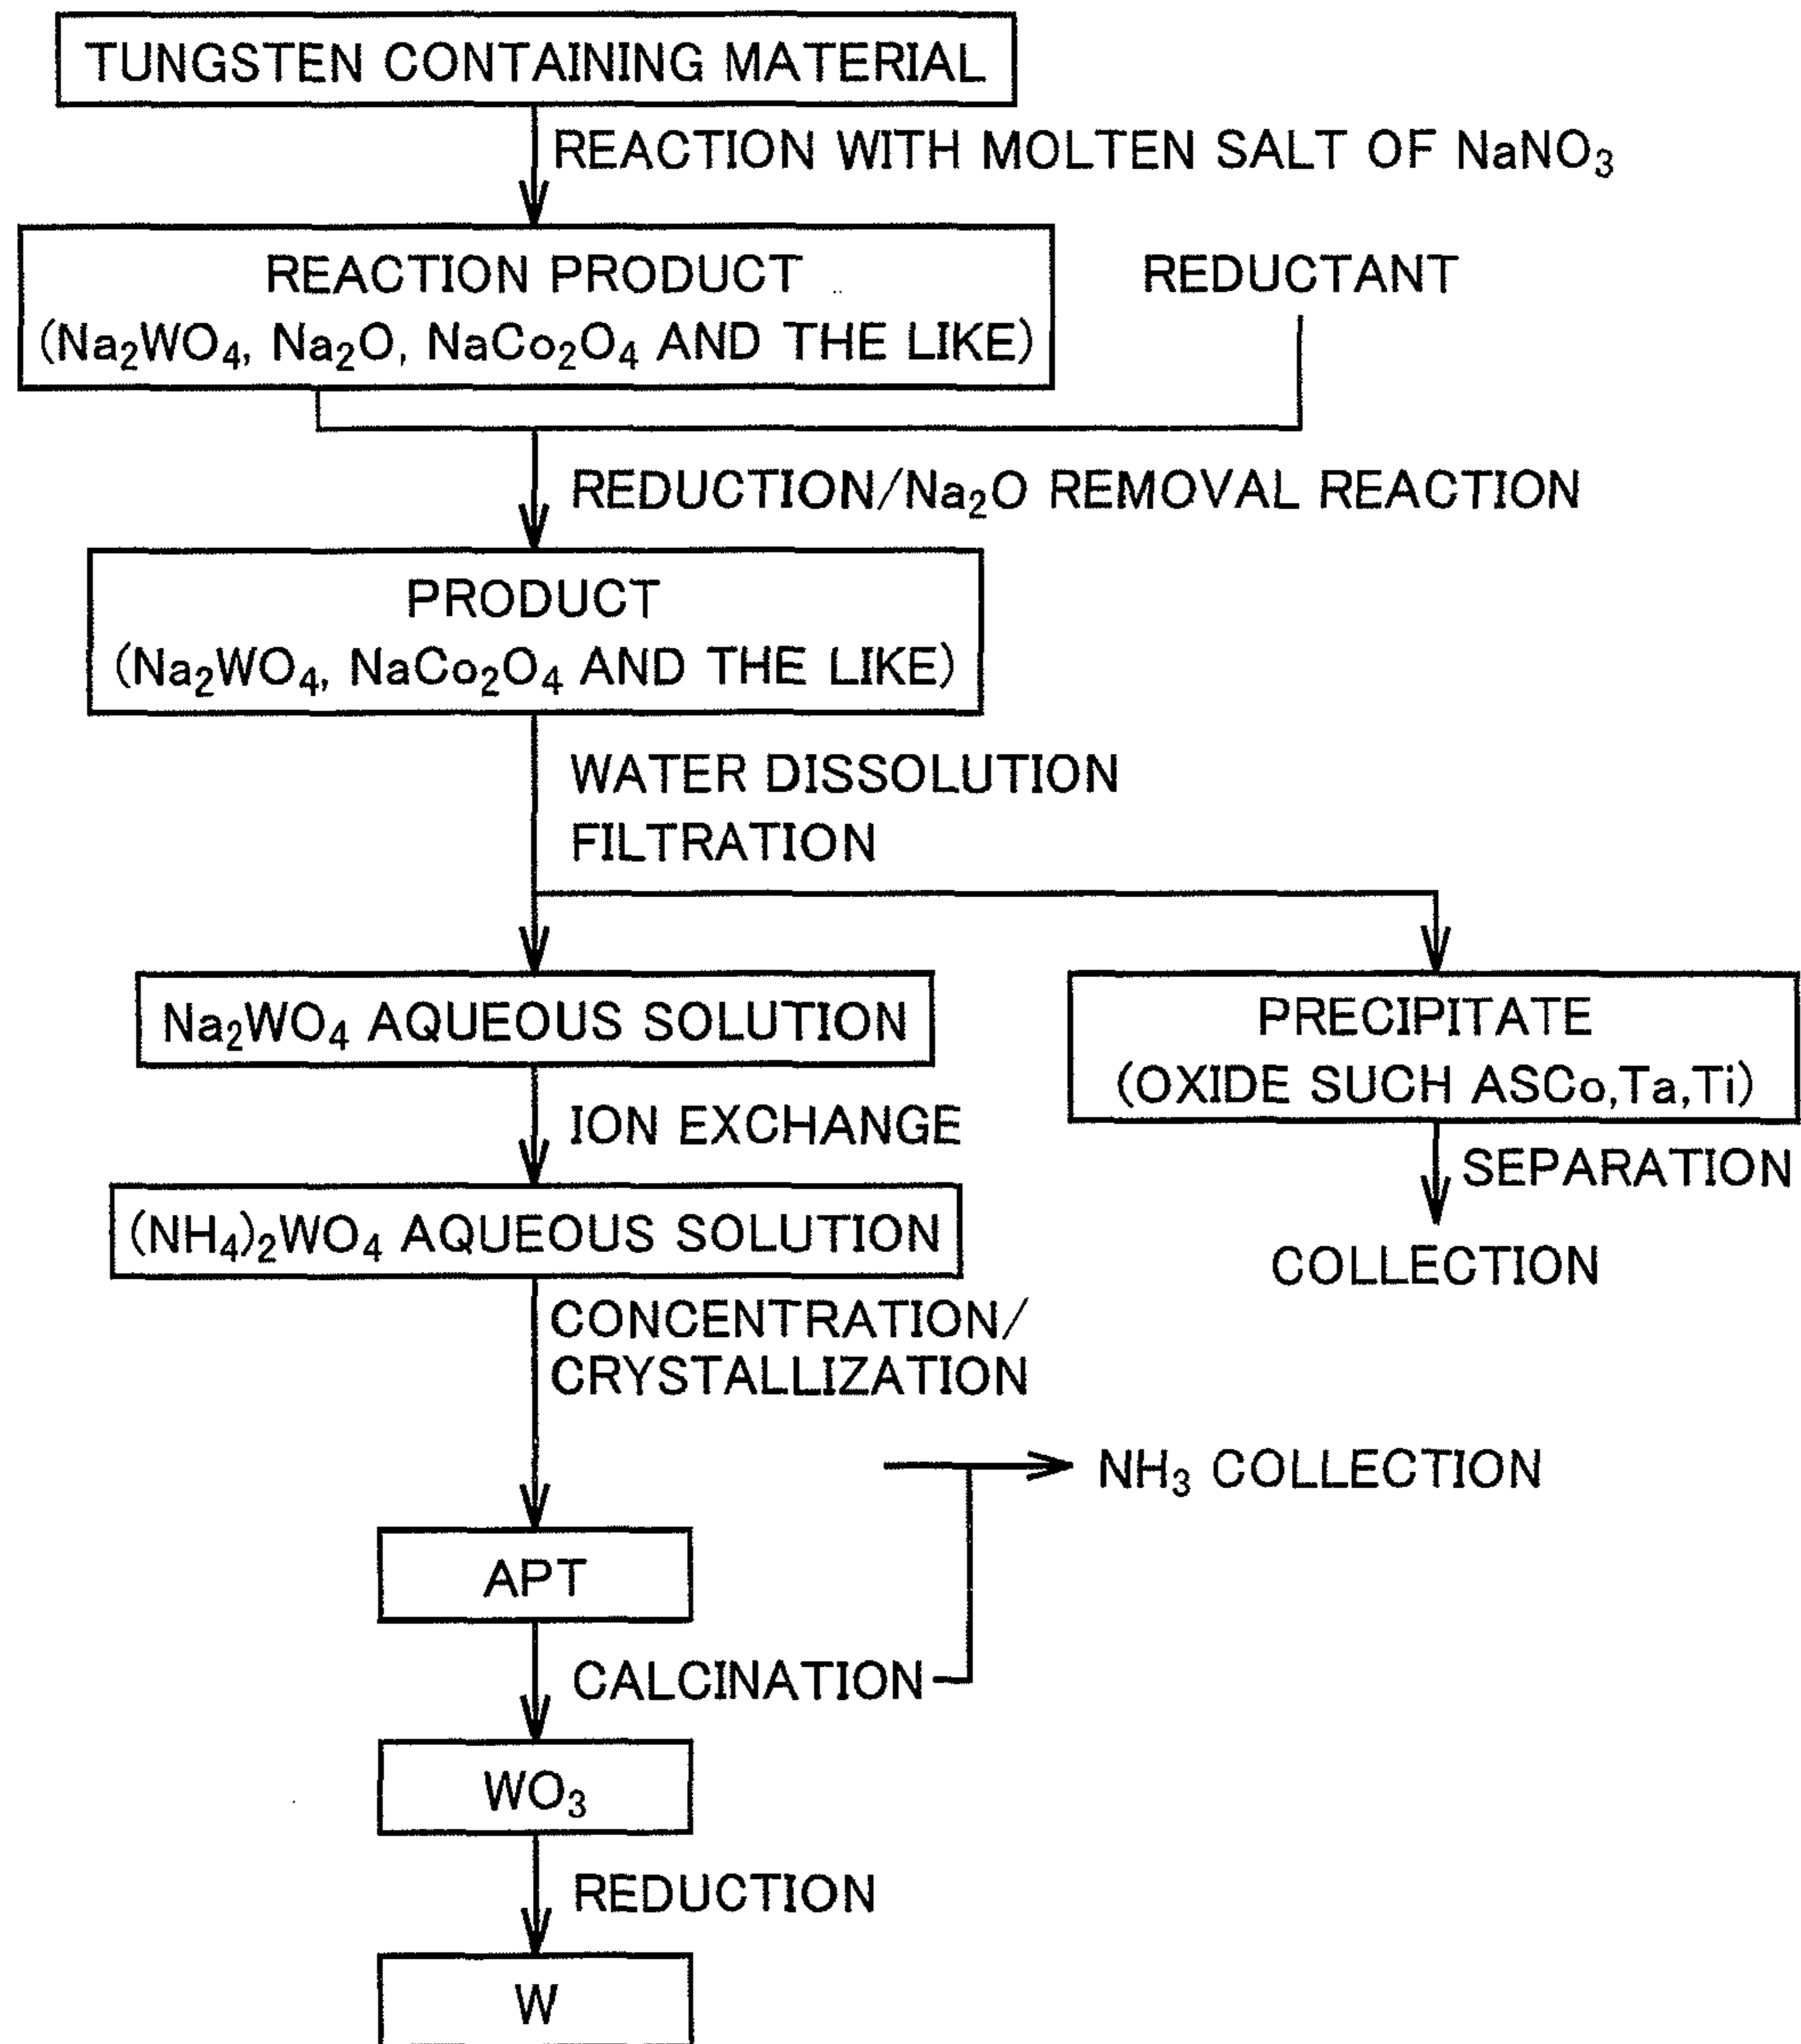 TUNGSTEN CONTAINING MATERIAL
REACTION WITH MOLTEN SALT OF NaNO₃
REACTION PRODUCT
(Na₂WO₄, Na₂O, NaCo₂O₄ AND THE LIKE)
REDUCTANT
REDUCTION/Na₂O REMOVAL REACTION
PRODUCT
(Na₂WO₄, NaCo₂O₄ AND THE LIKE)
WATER DISSOLUTION
FILTRATION
Na₂WO₄ AQUEOUS SOLUTION
PRECIPITATE
(OXIDE SUCH ASCo,Ta,Ti)
ION EXCHANGE
SEPARATION
(NH₄)₂WO₄ AQUEOUS SOLUTION
COLLECTION
CONCENTRATION/
CRYSTALLIZATION
NH₃ COLLECTION
APT
CALCINATION
WO₃
REDUCTION
W